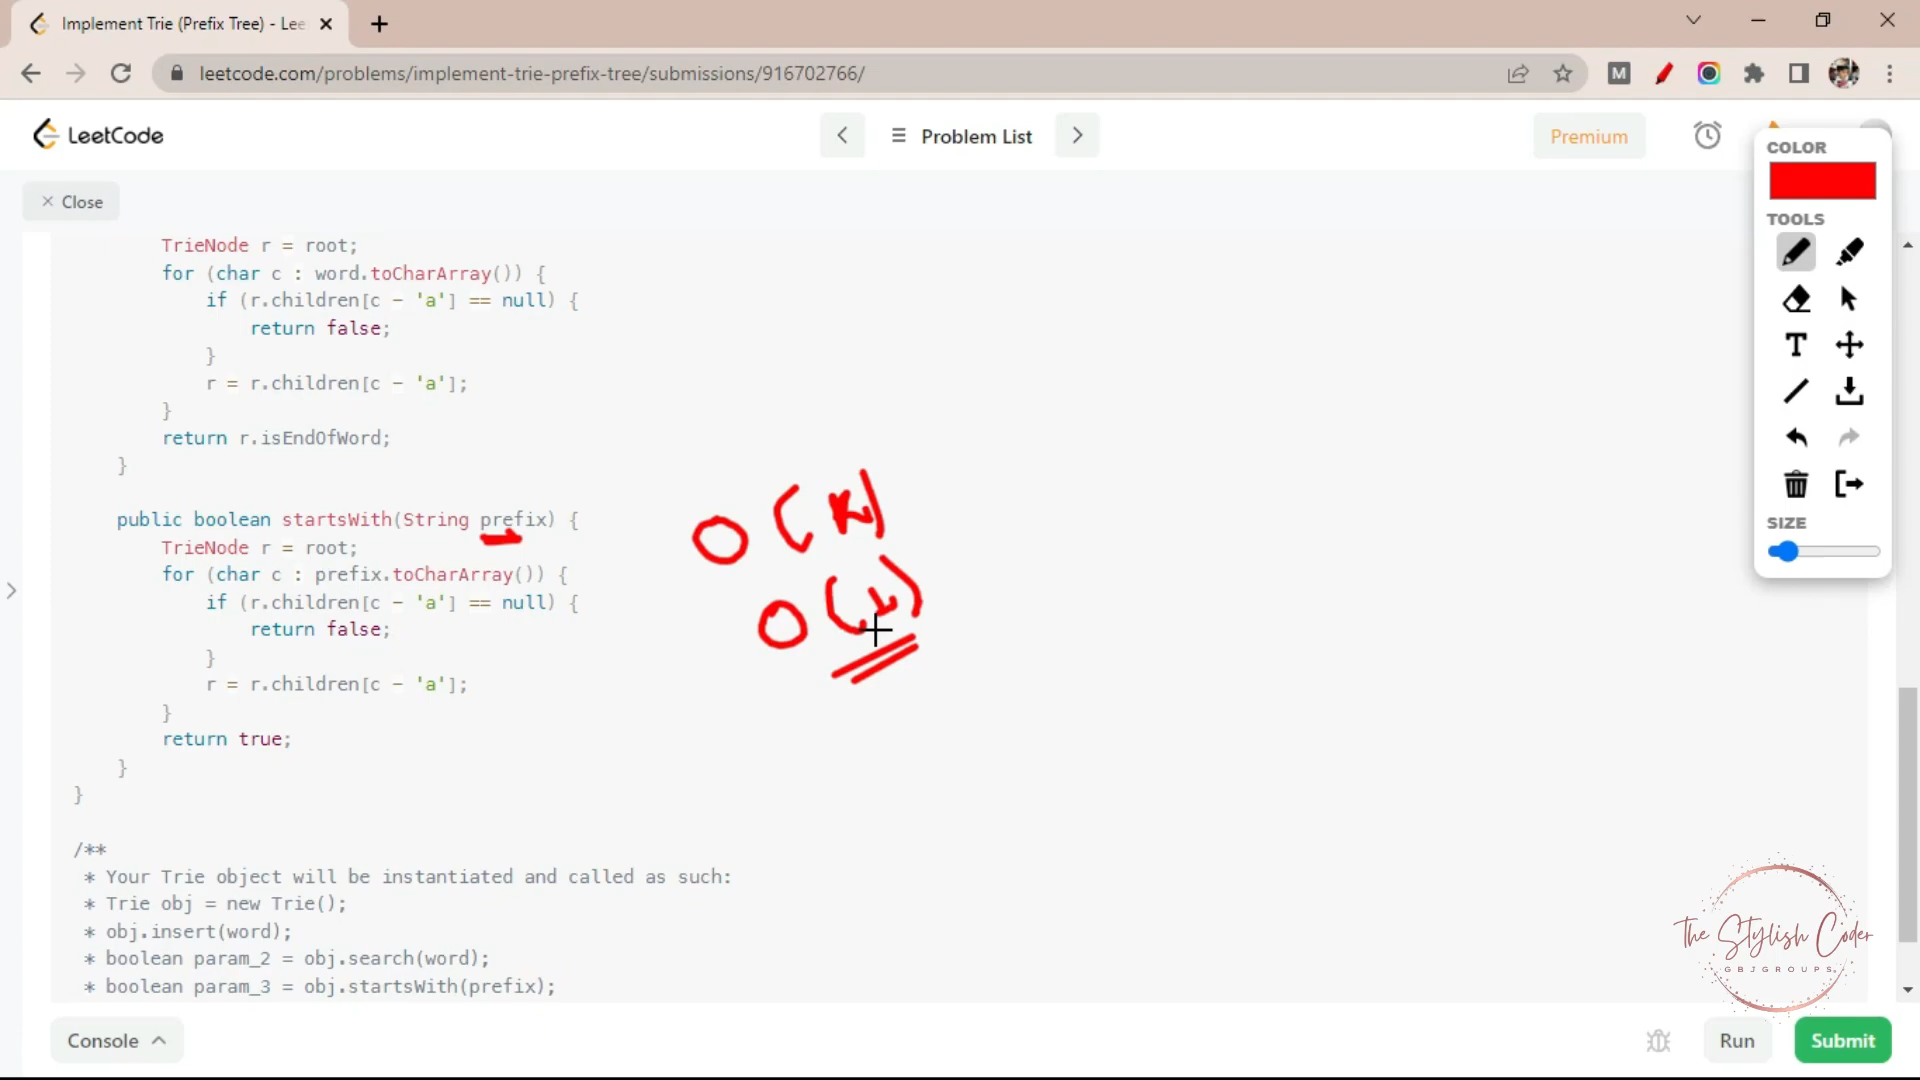 Implement Trie (Prefix Tree) - Lee
leetcode.com/problems/implement-trie-prefix-tree/submissions/916702766/
M
LeetCode
Problem List
Premium
COLOR
TOOLS
T
SIZE
× Close
TrieNode r = root;
for (char c : word.toCharArray()) {
if (r.children[c - 'a'] == null) {
return false;
}
r = r.children[c - 'a'];
}
return r.isEndOfWord;
}
public boolean startsWith(String prefix) {
TrieNode r = root;
for (char c : prefix.toCharArray()) {
if (r.children[c - 'a'] == null) {
return false;
}
r = r.children[c - 'a'];
}
return true;
}
}
/**
* Your Trie object will be instantiated and called as such:
* Trie obj = new Trie();
* obj.insert(word);
* boolean param_2 = obj.search(word);
* boolean param_3 = obj.startsWith(prefix);
The Stylish Coder
GBJGROUPS
Console
Run
Submit